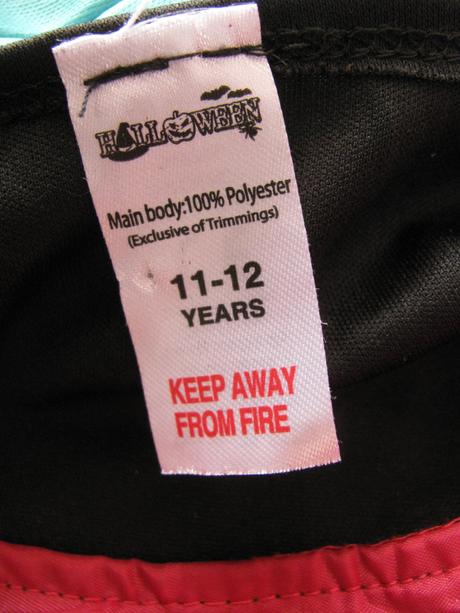 HALLOWEEN
Main body:100% Polyester
(Exclusive of Trimmings)
11-12
YEARS
KEEP AWAY
FROM FIRE